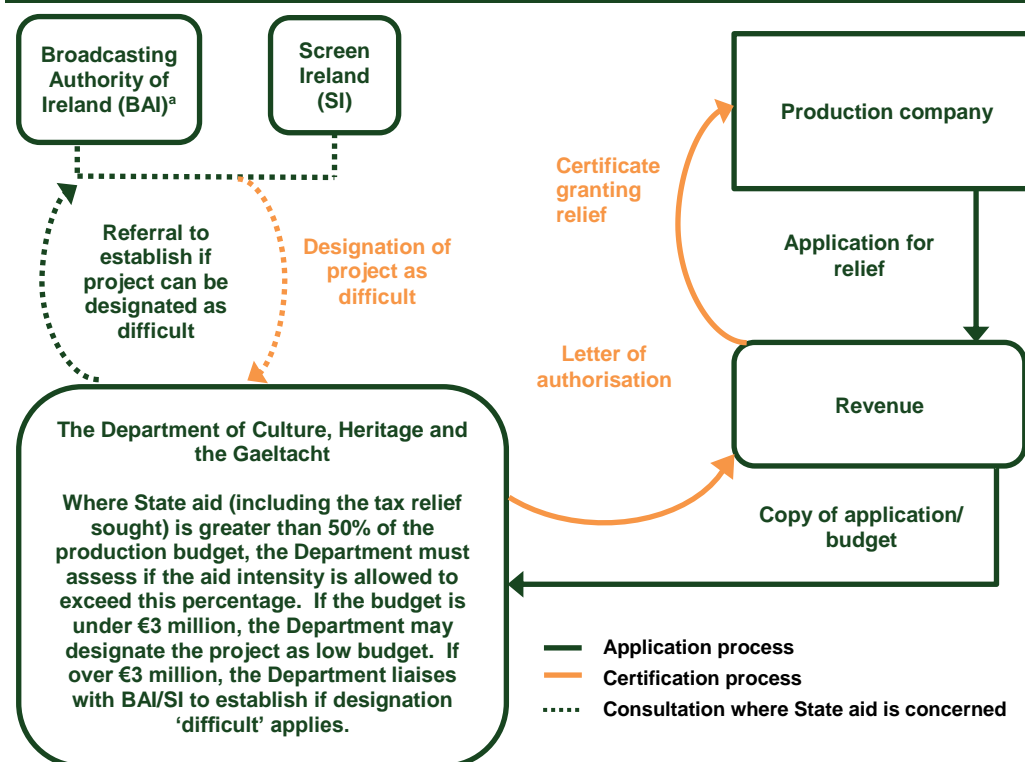 Broadcasting
Authority of
Ireland (BAI)ᵃ
Screen
Ireland
(SI)
Production company
Certificate
granting
relief
Referral to
establish if
project can be
designated as
difficult
Designation of
project as
difficult
Application for
relief
Letter of
authorisation
Revenue
The Department of Culture, Heritage and
the Gaeltacht
Where State aid (including the tax relief
sought) is greater than 50% of the
production budget, the Department must
assess if the aid intensity is allowed to
exceed this percentage. If the budget is
under €3 million, the Department may
designate the project as low budget. If
over €3 million, the Department liaises
with BAI/SI to establish if designation
‘difficult’ applies.
Copy of application/
budget
Application process
Certification process
Consultation where State aid is concerned